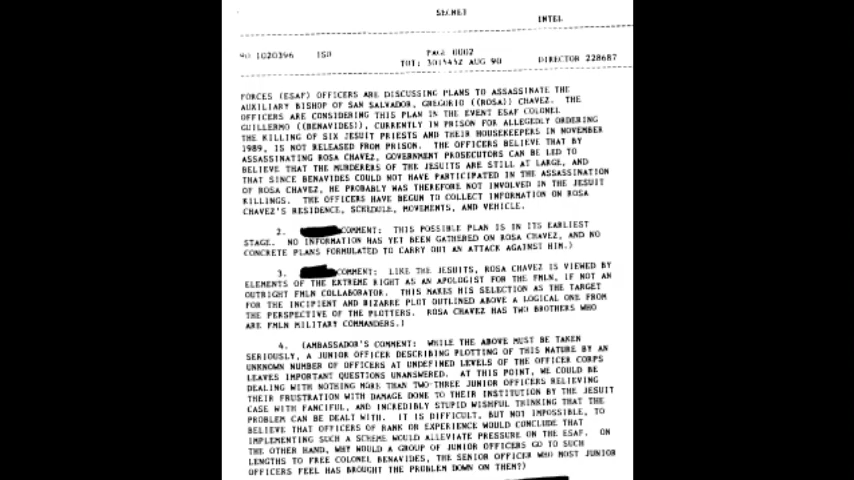 SECRET
INTEL
NO 1020396 ISD PAGE 0002
TOT: 301545Z AUG 90 DIRECTOR 228687
FORCES (ESAF) OFFICERS ARE DISCUSSING PLANS TO ASSASSINATE THE
AUXILIARY BISHOP OF SAN SALVADOR, GREGORIO ((ROSA)) CHAVEZ. THE
OFFICERS ARE CONSIDERING THIS PLAN IN THE EVENT ESAF COLONEL
GUILLERMO ((BENAVIDES)), CURRENTLY IN PRISON FOR ALLEGEDLY ORDERING
THE KILLING OF SIX JESUIT PRIESTS AND THEIR HOUSEKEEPERS IN NOVEMBER
1989, IS NOT RELEASED FROM PRISON. THE OFFICERS BELIEVE THAT BY
ASSASSINATING ROSA CHAVEZ, GOVERNMENT PROSECUTORS CAN BE LED TO
BELIEVE THAT THE MURDERERS OF THE JESUITS ARE STILL AT LARGE, AND
THAT SINCE BENAVIDES COULD NOT HAVE PARTICIPATED IN THE ASSASSINATION
OF ROSA CHAVEZ, HE PROBABLY WAS THEREFORE NOT INVOLVED IN THE JESUIT
KILLINGS. THE OFFICERS HAVE BEGUN TO COLLECT INFORMATION ON ROSA
CHAVEZ'S RESIDENCE, SCHEDULE, MOVEMENTS, AND VEHICLE.
2. COMMENT: THIS POSSIBLE PLAN IS IN ITS EARLIEST
STAGE. NO INFORMATION HAS YET BEEN GATHERED ON ROSA CHAVEZ, AND NO
CONCRETE PLANS FORMULATED TO CARRY OUT AN ATTACK AGAINST HIM.)
3. COMMENT: LIKE THE JESUITS, ROSA CHAVEZ IS VIEWED BY
ELEMENTS OF THE EXTREME RIGHT AS AN APOLOGIST FOR THE FMLN, IF NOT AN
OUTRIGHT FMLN COLLABORATOR. THIS MAKES HIS SELECTION AS THE TARGET
FOR THE INCIPIENT AND BIZARRE PLOT OUTLINED ABOVE A LOGICAL ONE FROM
THE PERSPECTIVE OF THE PLOTTERS. ROSA CHAVEZ HAS TWO BROTHERS WHO
ARE FMLN MILITARY COMMANDERS.)
4. (AMBASSADOR'S COMMENT: WHILE THE ABOVE MUST BE TAKEN
SERIOUSLY, A JUNIOR OFFICER DESCRIBING PLOTTING OF THIS NATURE BY AN
UNKNOWN NUMBER OF OFFICERS AT UNDEFINED LEVELS OF THE OFFICER CORPS
LEAVES IMPORTANT QUESTIONS UNANSWERED. AT THIS POINT, WE COULD BE
DEALING WITH NOTHING MORE THAN TWO-THREE JUNIOR OFFICERS RELIEVING
THEIR FRUSTRATION WITH DAMAGE DONE TO THEIR INSTITUTION BY THE JESUIT
CASE WITH FANCIFUL, AND INCREDIBLY STUPID WISHFUL THINKING THAT THE
PROBLEM CAN BE DEALT WITH. IT IS DIFFICULT, BUT NOT IMPOSSIBLE, TO
BELIEVE THAT OFFICERS OF RANK OR EXPERIENCE WOULD CONCLUDE THAT
IMPLEMENTING SUCH A SCHEME WOULD ALLEVIATE PRESSURE ON THE ESAF. ON
THE OTHER HAND, WHY WOULD A GROUP OF JUNIOR OFFICERS GO TO SUCH
LENGTHS TO FREE COLONEL BENAVIDES, THE SENIOR OFFICER WHO MOST JUNIOR
OFFICERS FEEL HAS BROUGHT THE PROBLEM DOWN ON THEM?)